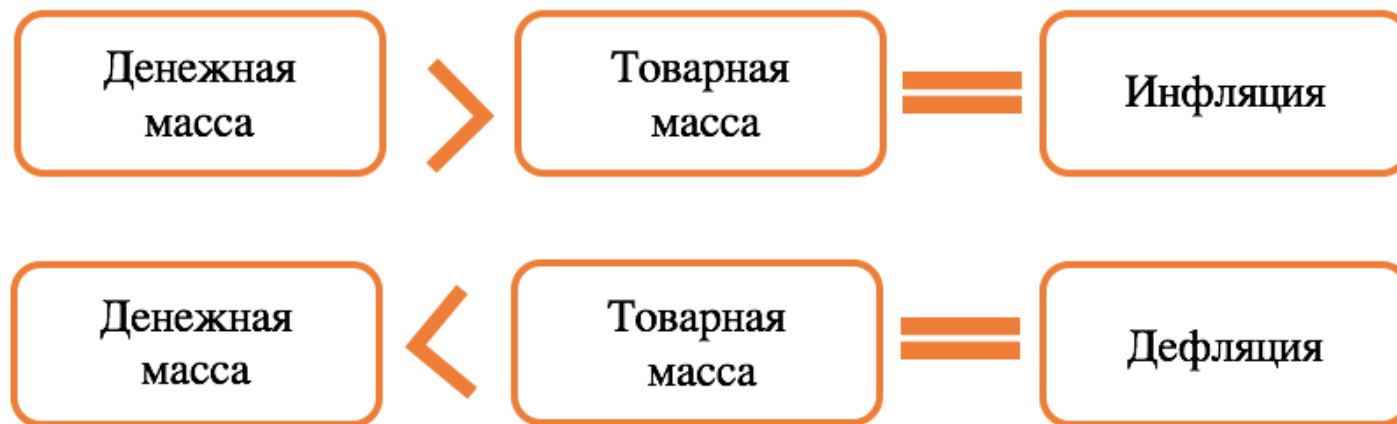 Денежная
масса
>
Товарная
масса
=
Инфляция
Денежная
масса
<
Товарная
масса
=
Дефляция